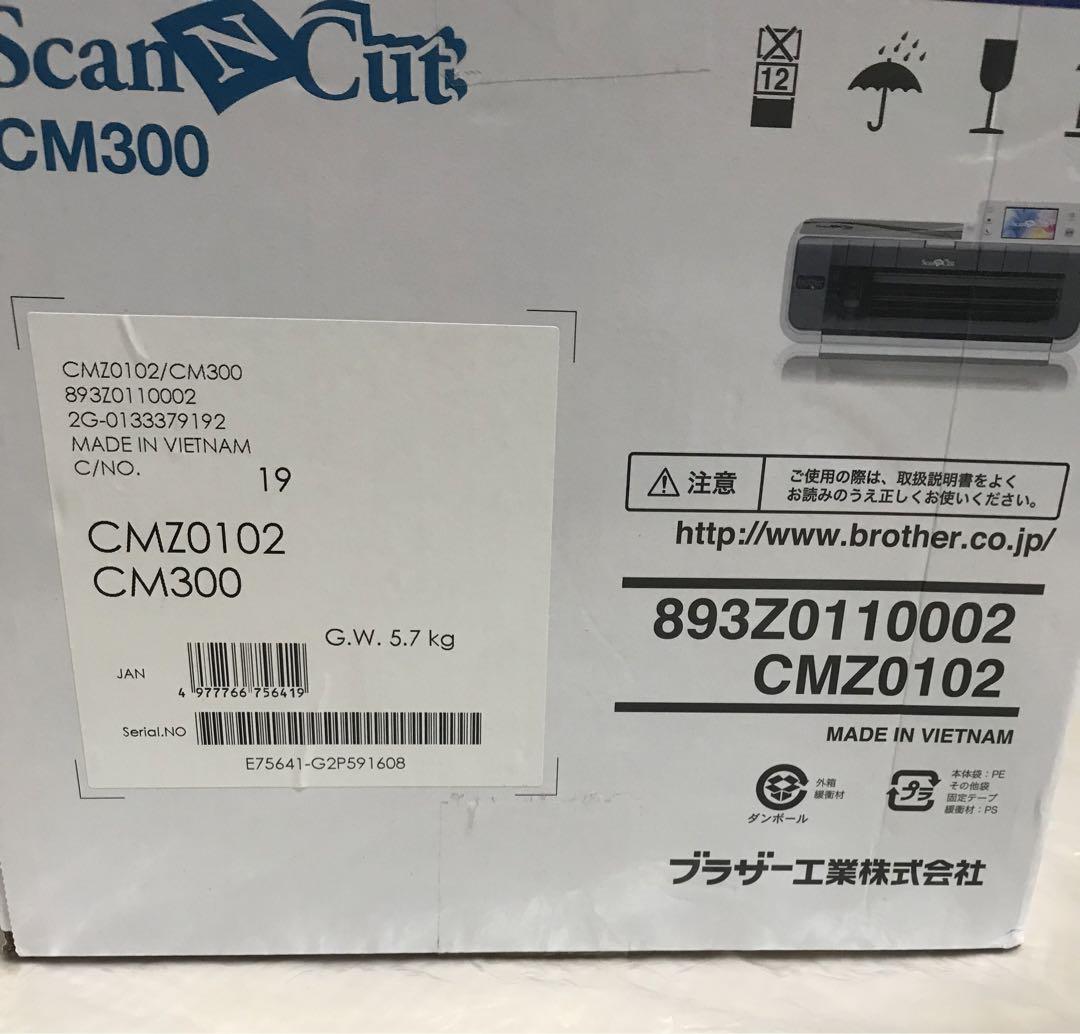 ScanNCut
CM300
12
ScanNCut
CMZ0102/CM300
893Z0110002
2G-0133379192
MADE IN VIETNAM
C/NO. 19
CMZ0102
CM300
G.W. 5.7 kg
JAN
4 977766 756419
Serial.NO
E75641-G2P591608
注意
ご使用の際は、取扱説明書をよく
お読みのうえ正しくお使いください。
http://www.brother.co.jp/
893Z0110002
CMZ0102
MADE IN VIETNAM
外箱
緩衝材
ダンボール
プラ
本体袋：PE
その他袋
固定テープ
緩衝材：PS
ブラザー工業株式会社